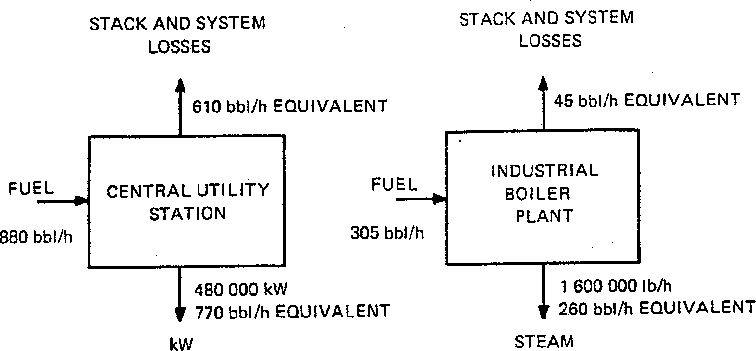 STACK AND SYSTEM
LOSSES
610 bbl/h EQUIVALENT
FUEL
880 bbl/h
CENTRAL UTILITY
STATION
480 000 kW
770 bbl/h EQUIVALENT
kW
STACK AND SYSTEM
LOSSES
45 bbl/h EQUIVALENT
FUEL
305 bbl/h
INDUSTRIAL
BOILER
PLANT
1 600 000 lb/h
260 bbl/h EQUIVALENT
STEAM